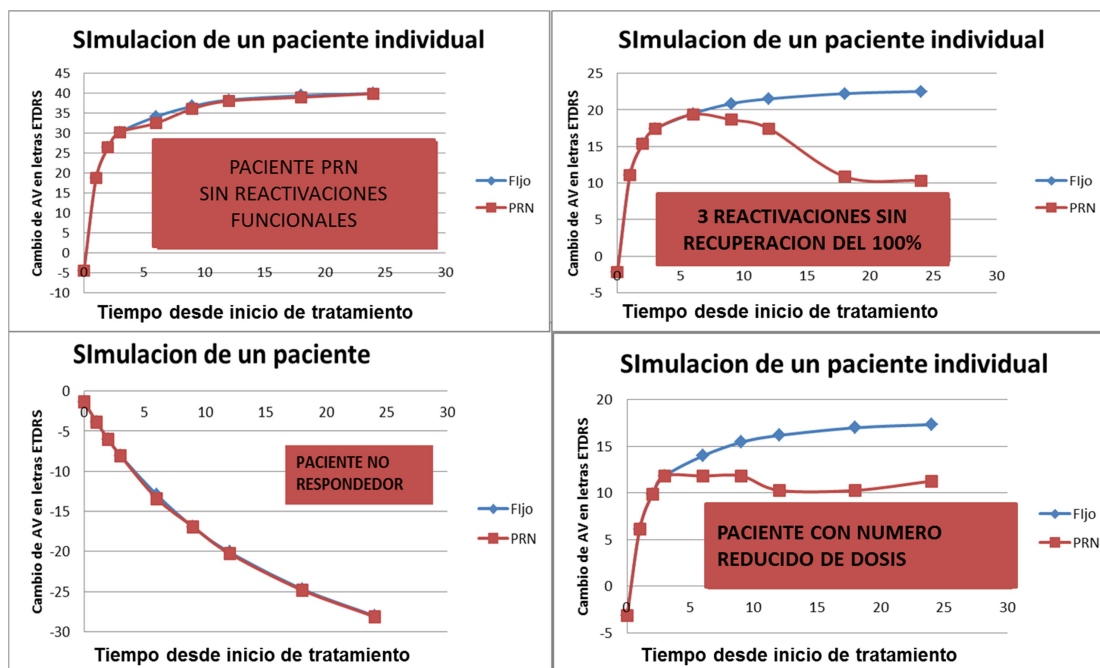 SImulacion de un paciente individual
Cambio de AV en letras ETDRS
45
40
35
30
25
20
15
10
5
0
-5
-10
0
5
10
15
20
25
30
PACIENTE PRN
SIN REACTIVACIONES
FUNCIONALES
FIjo
PRN
Tiempo desde inicio de tratamiento
SImulacion de un paciente individual
Cambio de AV en letras ETDRS
25
20
15
10
5
0
-5
0
5
10
15
20
25
30
3 REACTIVACIONES SIN
RECUPERACION DEL 100%
FIjo
PRN
Tiempo desde inicio de tratamiento
SImulacion de un paciente
Cambio de AV en letras ETDRS
0
-5
-10
-15
-20
-25
-30
0
5
10
15
20
25
30
PACIENTE NO
RESPONDEDOR
FIjo
PRN
Tiempo desde inicio de tratamiento
SImulacion de un paciente individual
Cambio de AV en letras ETDRS
20
15
10
5
0
-5
0
5
10
15
20
25
30
PACIENTE CON NUMERO
REDUCIDO DE DOSIS
FIjo
PRN
Tiempo desde inicio de tratamiento